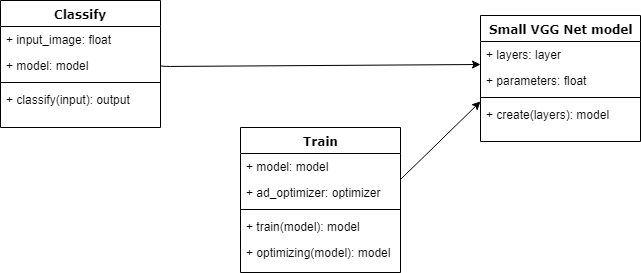 Classify
+ input_image: float
+ model: model
+ classify(input): output
Small VGG Net model
+ layers: layer
+ parameters: float
+ create(layers): model
Train
+ model: model
+ ad_optimizer: optimizer
+ train(model): model
+ optimizing(model): model